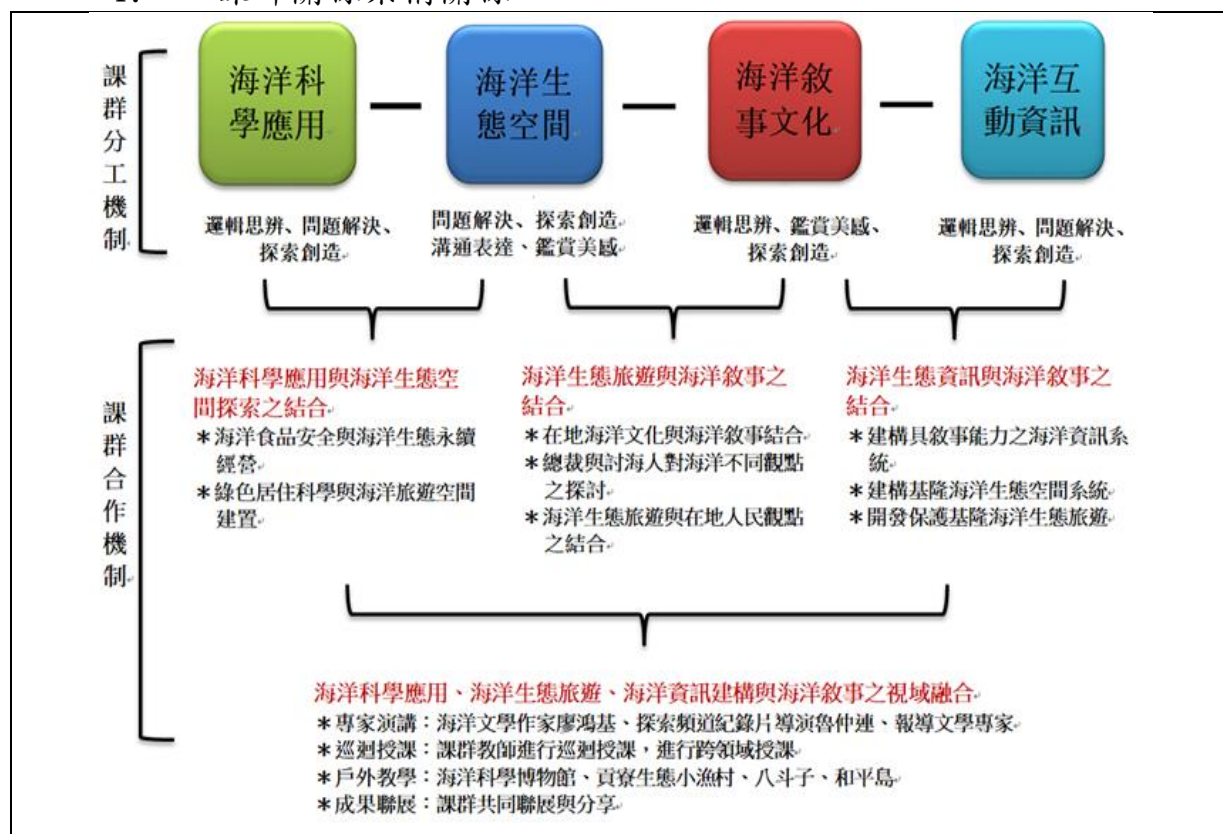 課群分工機制
海洋科
學應用
海洋生
態空間
海洋敘
事文化
海洋互
動資訊
邏輯思辨、問題解決、
探索創造
問題解決、探索創造
溝通表達、鑑賞美感
邏輯思辨、鑑賞美感、
探索創造
邏輯思辨、問題解決、
探索創造
課群合作機制
海洋科學應用與海洋生態空
間探索之結合
＊海洋食品安全與海洋生態永續
經營
＊綠色居住科學與海洋旅遊空間
建置
海洋生態旅遊與海洋敘事之
結合
＊在地海洋文化與海洋敘事結合
＊總裁與討海人對海洋不同觀點
之探討
＊海洋生態旅遊與在地人民觀點
之結合
海洋生態資訊與海洋敘事之
結合
＊建構具敘事能力之海洋資訊系
統
＊建構基隆海洋生態空間系統
＊開發保護基隆海洋生態旅遊
海洋科學應用、海洋生態旅遊、海洋資訊建構與海洋敘事之視域融合
＊專家演講：海洋文學作家廖鴻基、探索頻道紀錄片導演魯仲連、報導文學專家
＊巡迴授課：課群教師進行巡迴授課，進行跨領域授課
＊戶外教學：海洋科學博物館、貢寮生態小漁村、八斗子、和平島
＊成果聯展：課群共同聯展與分享